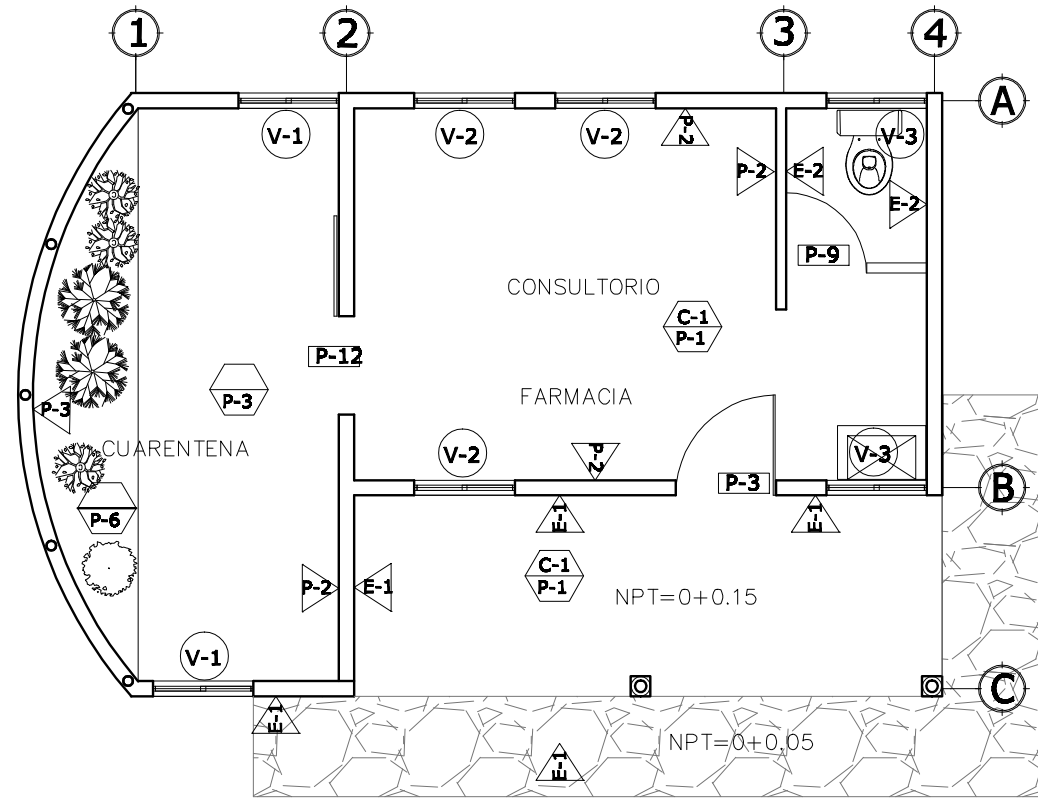 1 2 3 4
A
V-1 V-2 V-2 P-2 V-3
P-2 E-2
E-2
P-9
CONSULTORIO
C-1
P-1
P-12
P-3
FARMACIA
P-3
CUARENTENA
V-2 P-2 V-3
P-3
B
P-6
E-1 E-1
C-1
P-1
P-2 E-1
NPT=0+0.15
V-1
C
E-1
NPT=0+0.05
E-1